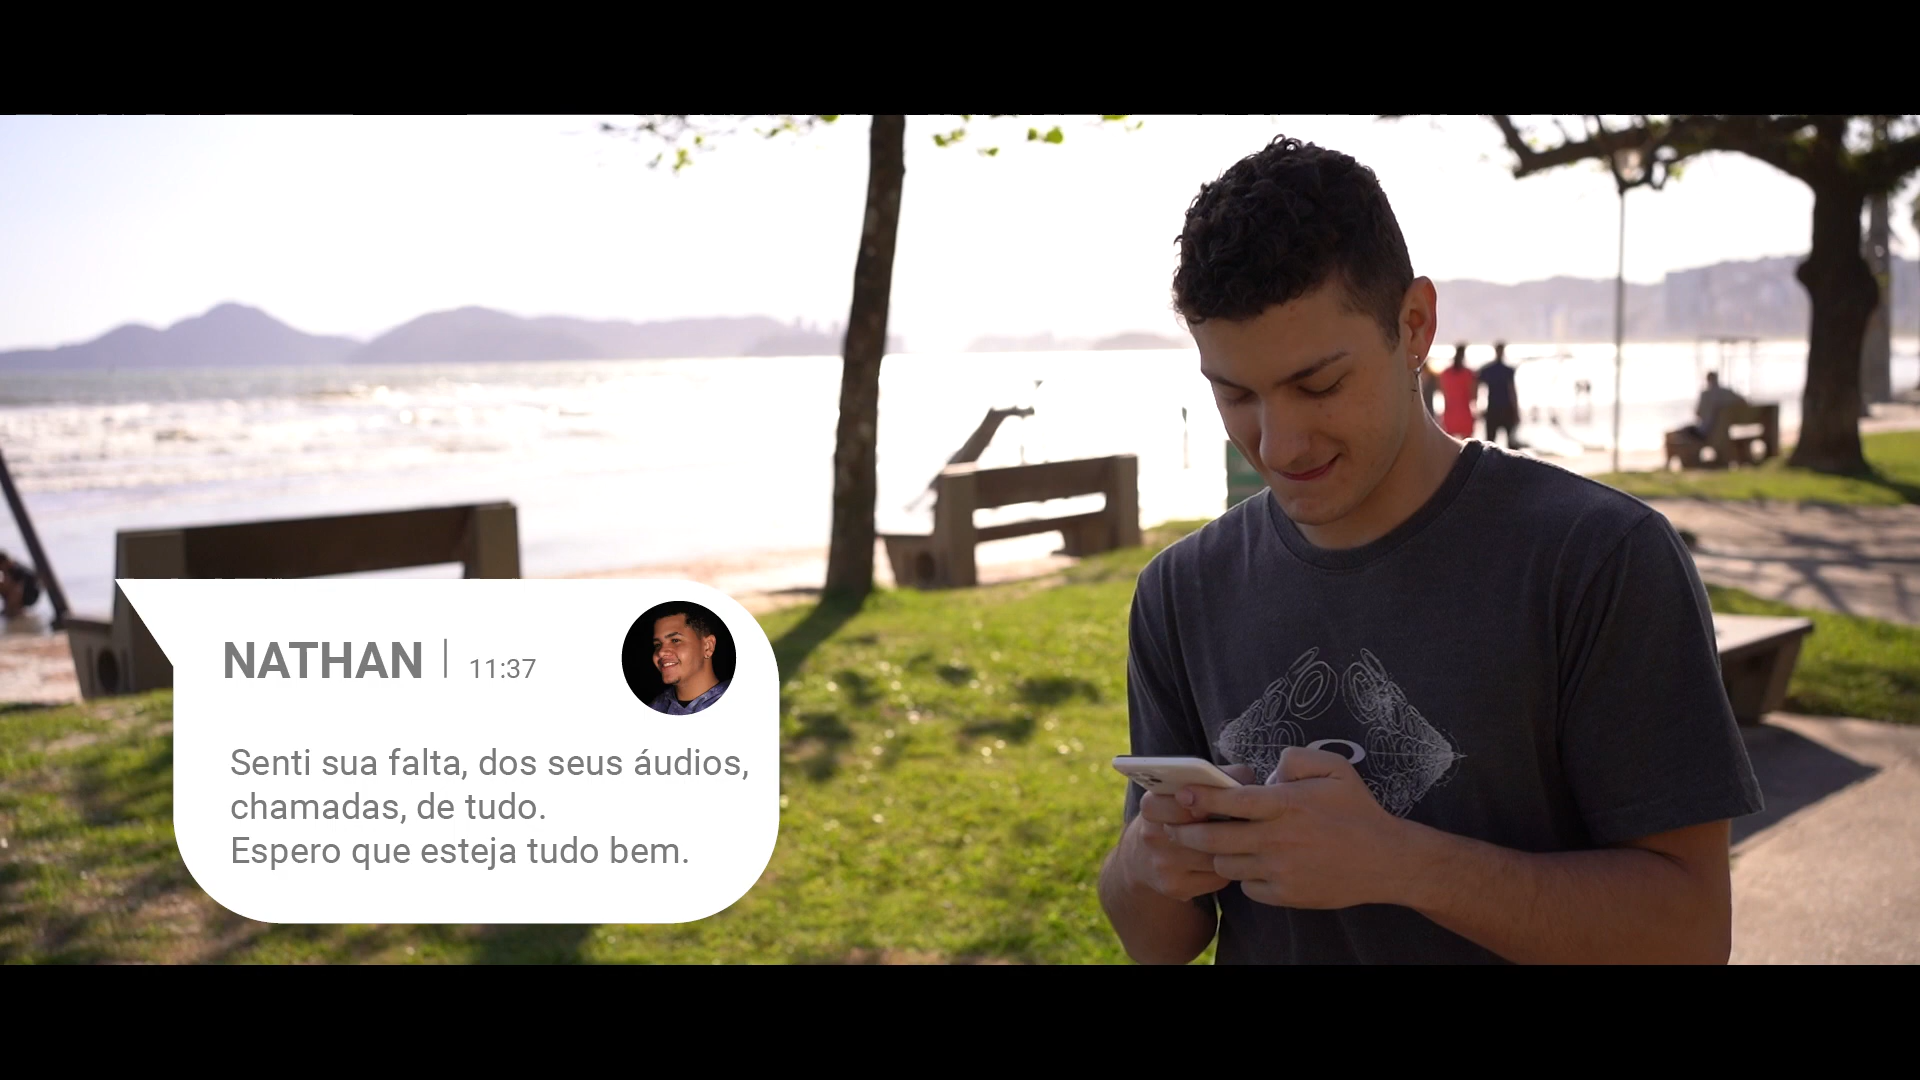 NATHAN | 11:37
Senti sua falta, dos seus áudios,
chamadas, de tudo.
Espero que esteja tudo bem.